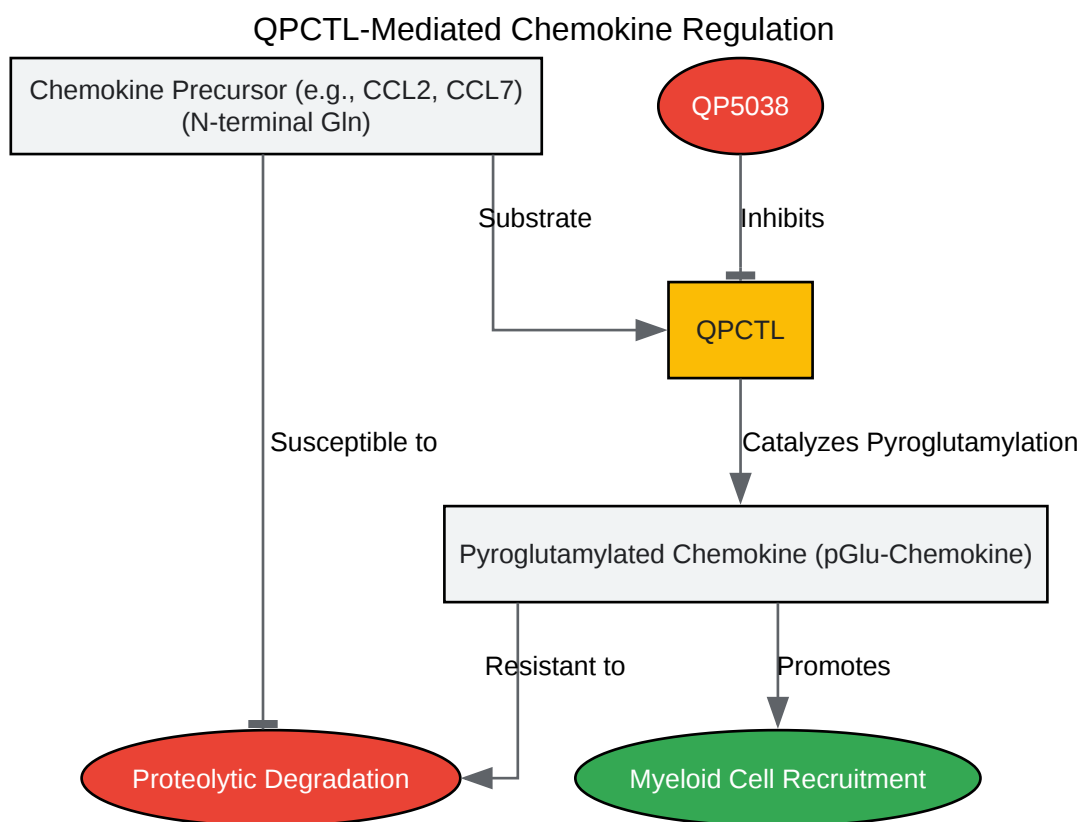 QPCTL-Mediated Chemokine Regulation
Chemokine Precursor (e.g., CCL2, CCL7)
(N-terminal Gln)
QP5038
Substrate
Inhibits
QPCTL
Susceptible to
Catalyzes Pyroglutamylation
Pyroglutamylated Chemokine (pGlu-Chemokine)
Resistant to
Promotes
Proteolytic Degradation
Myeloid Cell Recruitment